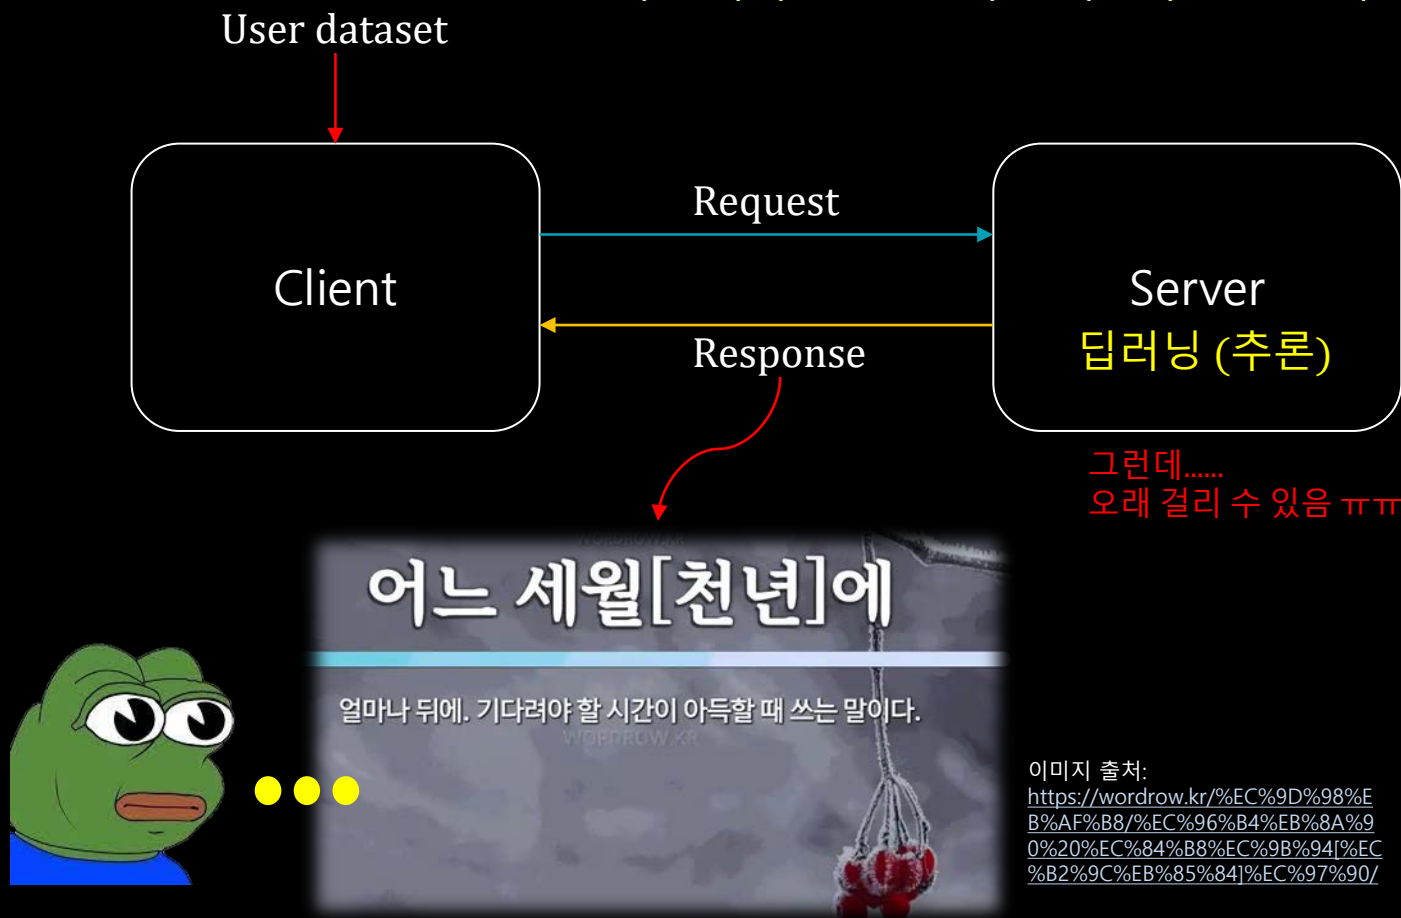 User dataset
Request
Client
Server
딥러닝 (추론)
Response
그런데......
오래 걸리 수 있음 ㅠㅠ
WORDROW.KR
어느 세월[천년]에
얼마나 뒤에. 기다려야 할 시간이 아득할 때 쓰는 말이다.
WORDROW.KR
이미지 출처:
https://wordrow.kr/%EC%9D%98%E
B%AF%B8/%EC%96%B4%EB%8A%9
0%20%EC%84%B8%EC%9B%94[%EC
%B2%9C%EB%85%84]%EC%97%90/